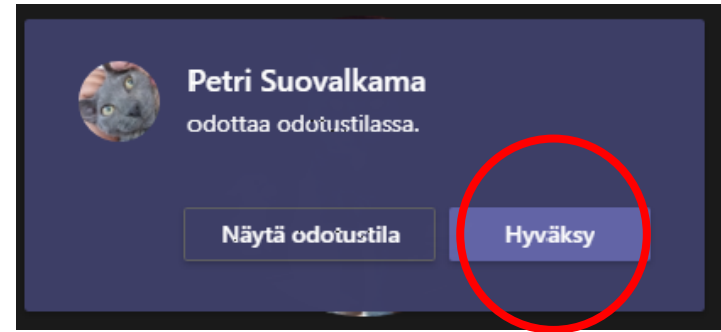 Petri Suovalkama
odottaa odotustilassa.
Näytä odotustila
Hyväksy